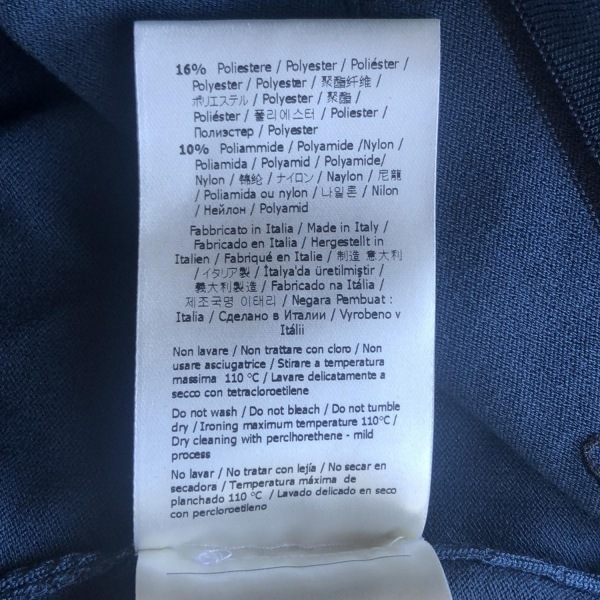 16% Poliestere / Polyester / Poliéster /
Polyester / Polyester / 聚酯纤维 /
ポリエステル / Polyester / 聚酯 /
Poliéster / 폴리에스터 / Poliester /
Полиэстер / Polyester
10% Poliammide / Polyamide /Nylon /
Poliamida / Polyamid / Polyamide/
Nylon / 锦纶 / ナイロン / Naylon / 尼龍
/ Poliamida ou nylon / 나일론 / Nilon
/ Нейлон / Polyamid
Fabbricato in Italia / Made in Italy /
Fabricado en Italia / Hergestellt in
Italien / Fabriqué en Italie / 制造 意大利
/ イタリア製 / İtalya'da üretilmiştir /
義大利製造 / Fabricado na Itália /
제조국명 이태리 / Negara Pembuat :
Italia / Сделано в Италии / Vyrobeno v
Itálii
Non lavare / Non trattare con cloro / Non
usare asciugatrice / Stirare a temperatura
massima 110 °C / Lavare delicatamente a
secco con tetracloroetilene
Do not wash / Do not bleach / Do not tumble
dry / Ironing maximum temperature 110°C /
Dry cleaning with perclhorethene - mild
process
No lavar / No tratar con lejía / No secar en
secadora / Temperatura máxima de
planchado 110 °C / Lavado delicado en seco
con percloroetileno